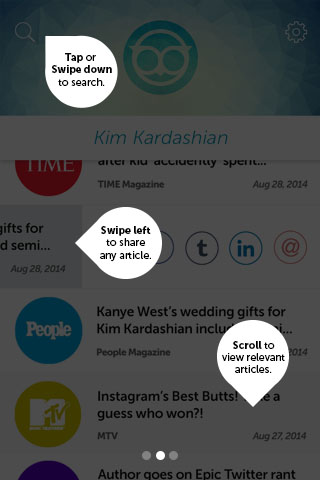 Tap or
Swipe down
to search.
Kim Kardashian
TIME
after kid 'accidently' spent...
TIME Magazine
Aug 28, 2014
gifts for
d semi...
Aug 28, 2014
Swipe left
to share
any article.
t
in
@
Kanye West's wedding gifts for
Kim Kardashian inclu
i...
People
People Magazine
Scroll to
view relevant
articles.
Instagram's Best Butts!
e a
guess who won?!
MTV
MUSIC TELEVISION
MTV
Aug 27, 2014
Author goes on Epic Twitter rant